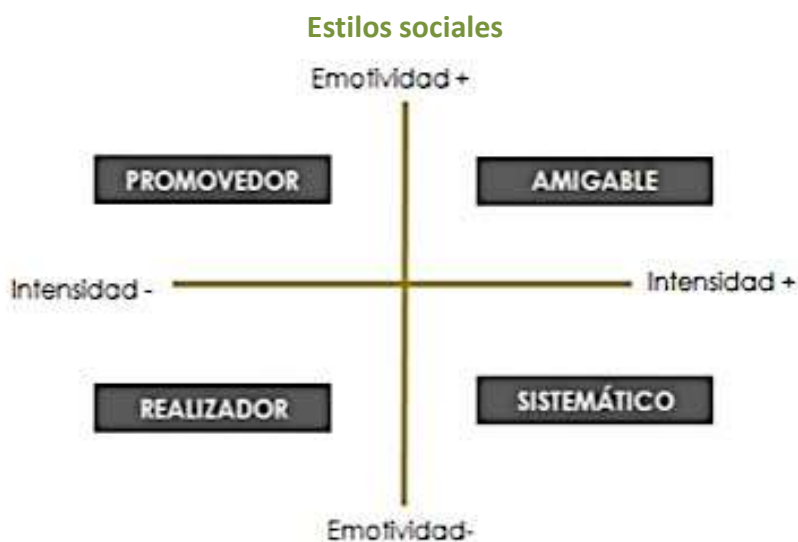 Estilos sociales
Emotividad +
PROMOVEDOR
AMIGABLE
Intensidad -
Intensidad +
REALIZADOR
SISTEMÁTICO
Emotividad-